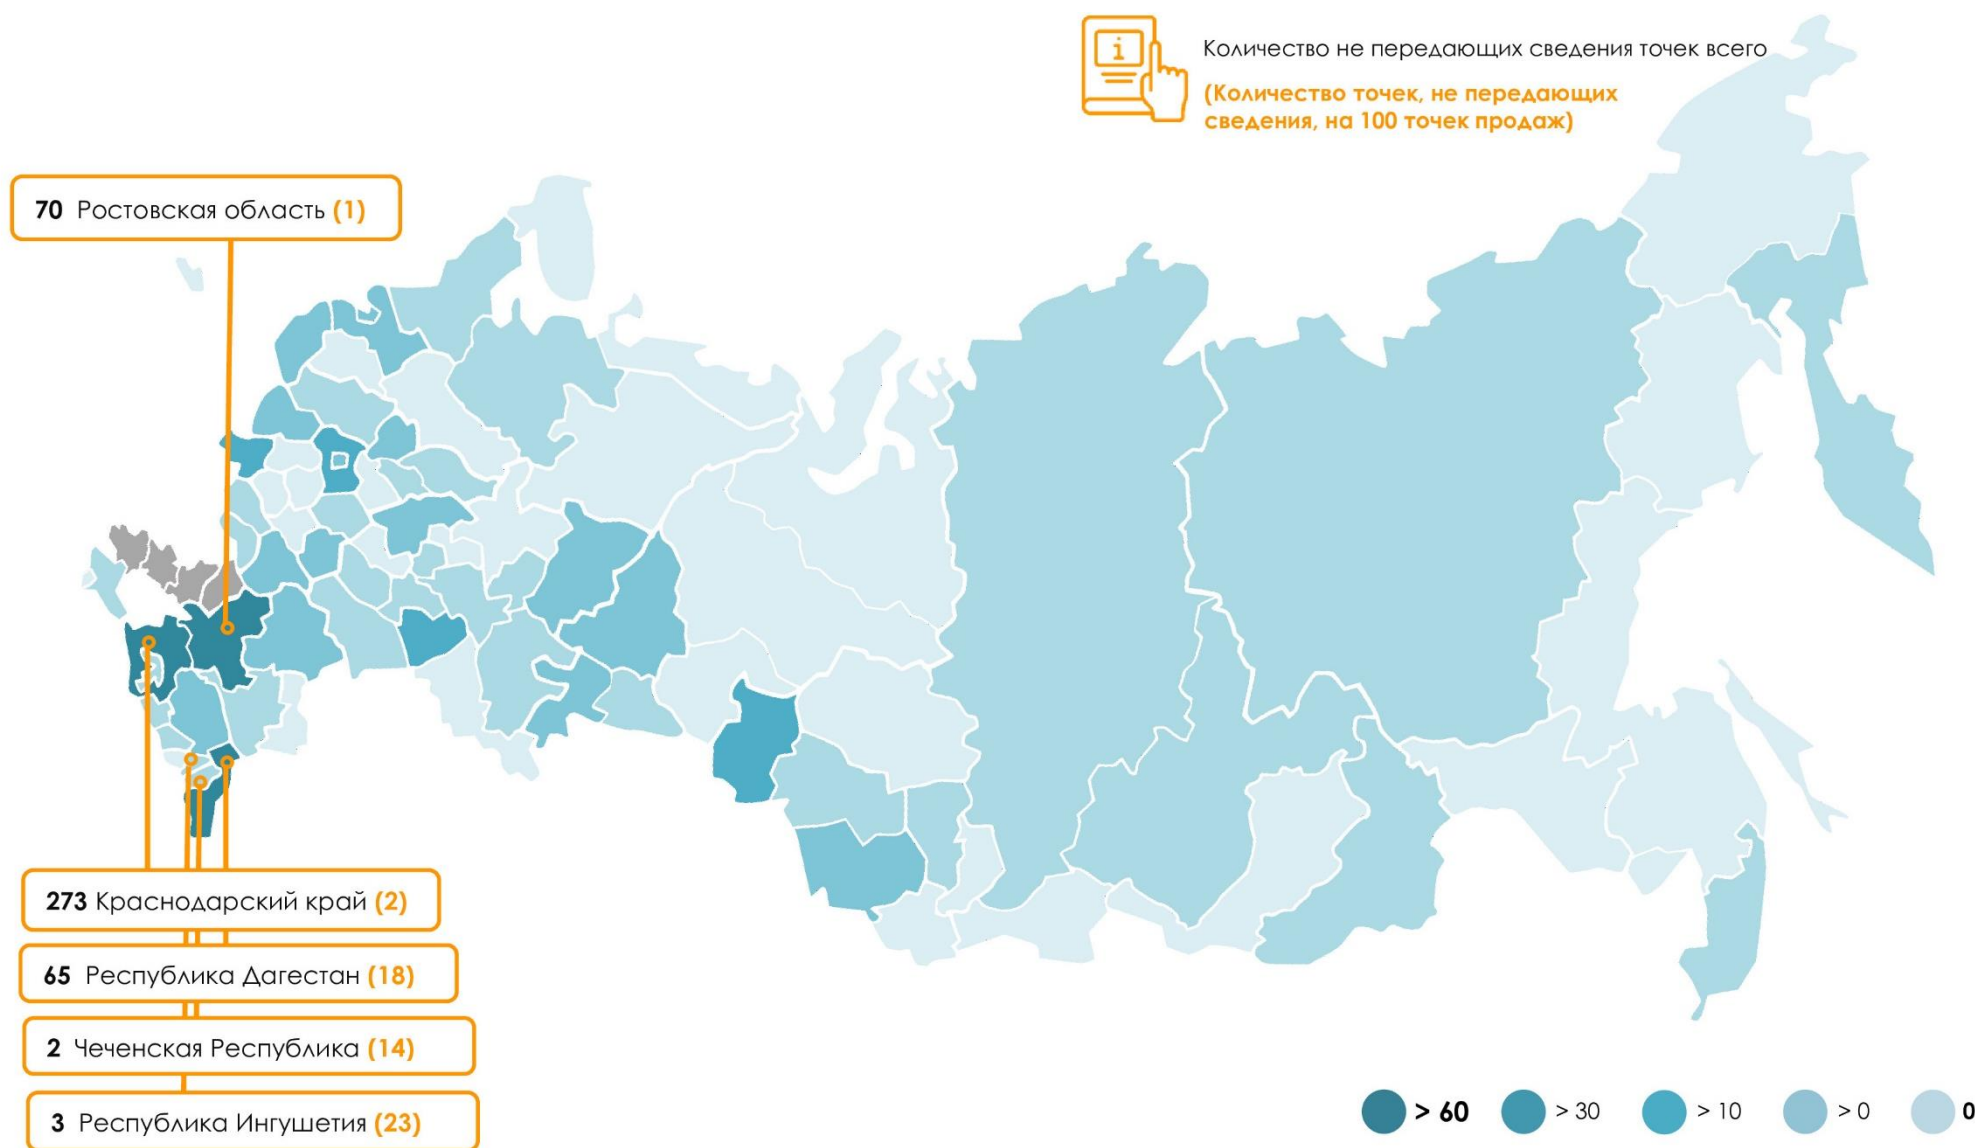 i
Количество не передающих сведения точек всего
(Количество точек, не передающих
сведения, на 100 точек продаж)
70 Ростовская область (1)
273 Краснодарский край (2)
65 Республика Дагестан (18)
2 Чеченская Республика (14)
3 Республика Ингушетия (23)
> 60 > 30 > 10 > 0 0